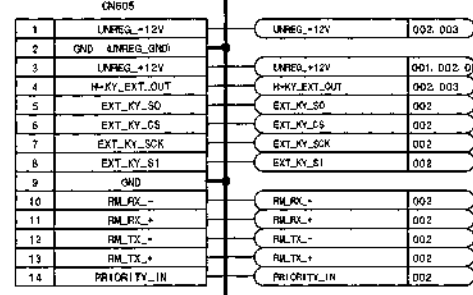 CN605
1 UNREG_-12V UNREG_-12V 002, 003
2 GND (UNREG_GND)
3 UNREG_+12V UNREG_+12V 001, 002,
4 H-KY_EXT_OUT H-KY_EXT_OUT 002, 003
5 EXT_KY_SO EXT_KY_SO 002
6 EXT_KY_CS EXT_KY_CS 002
7 EXT_KY_SCK EXT_KY_SCK 002
8 EXT_KY_SI EXT_KY_SI 002
9 GND
10 RM_RX_- RM_RX_- 002
11 RM_RX_+ RM_RX_+ 002
12 RM_TX_- RM_TX_- 002
13 RM_TX_+ RM_TX_+ 002
14 PRIORITY_IN PRIORITY_IN 002